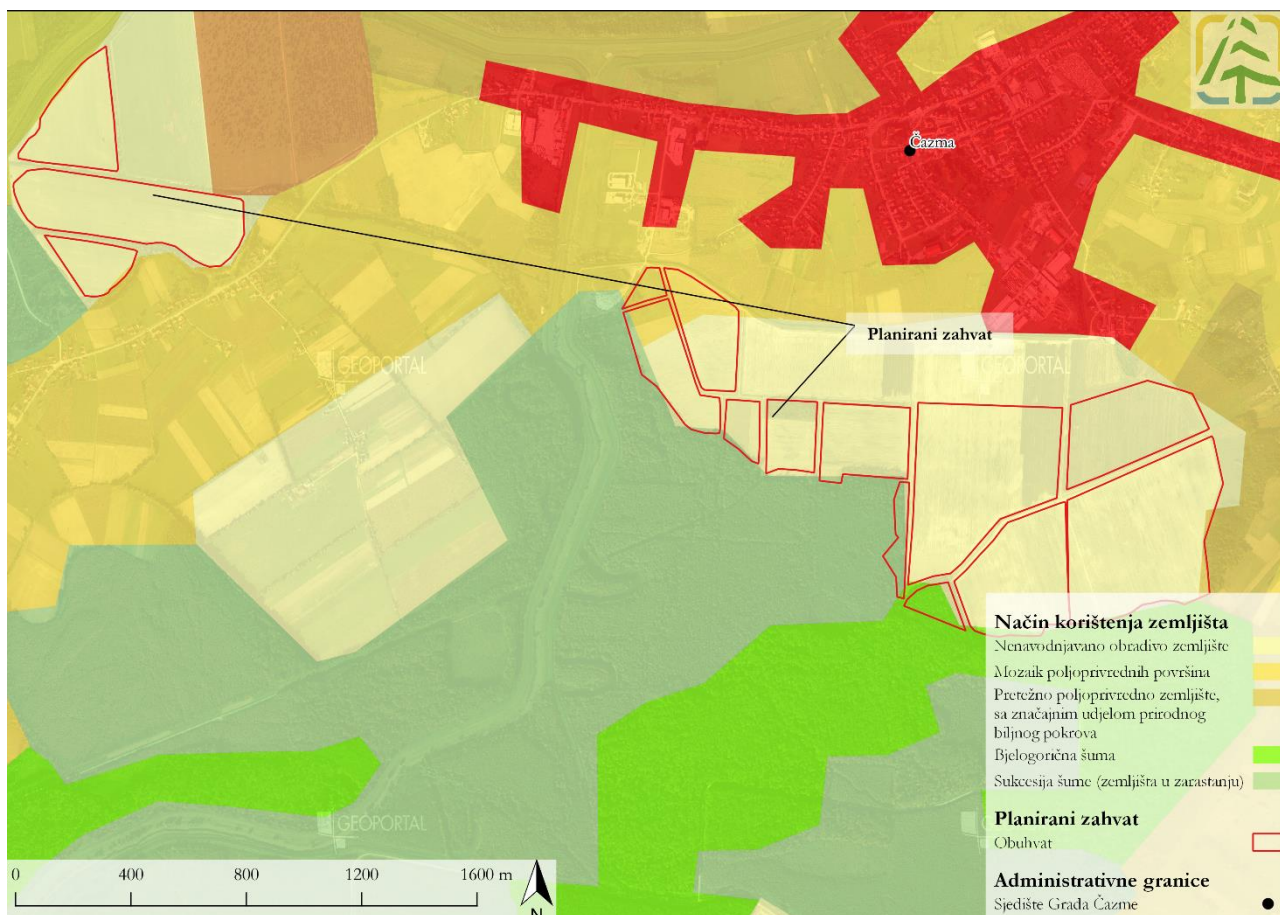 Čazma
Planirani zahvat
GEOPORTAL
GEOPORTAL
GEOPORTAL
Način korištenja zemljišta
Nenavodnjavano obradivo zemljište
Mozaik poljoprivrednih površina
Pretežno poljoprivredno zemljište,
sa značajnim udjelom prirodnog
biljnog pokrova
Bjelogorična šuma
Sukcesija šume (zemljišta u zarastanju)
Planirani zahvat
Obuhvat
Administrativne granice
Sjedište Grada Čazme
0 400 800 1200 1600 m
N